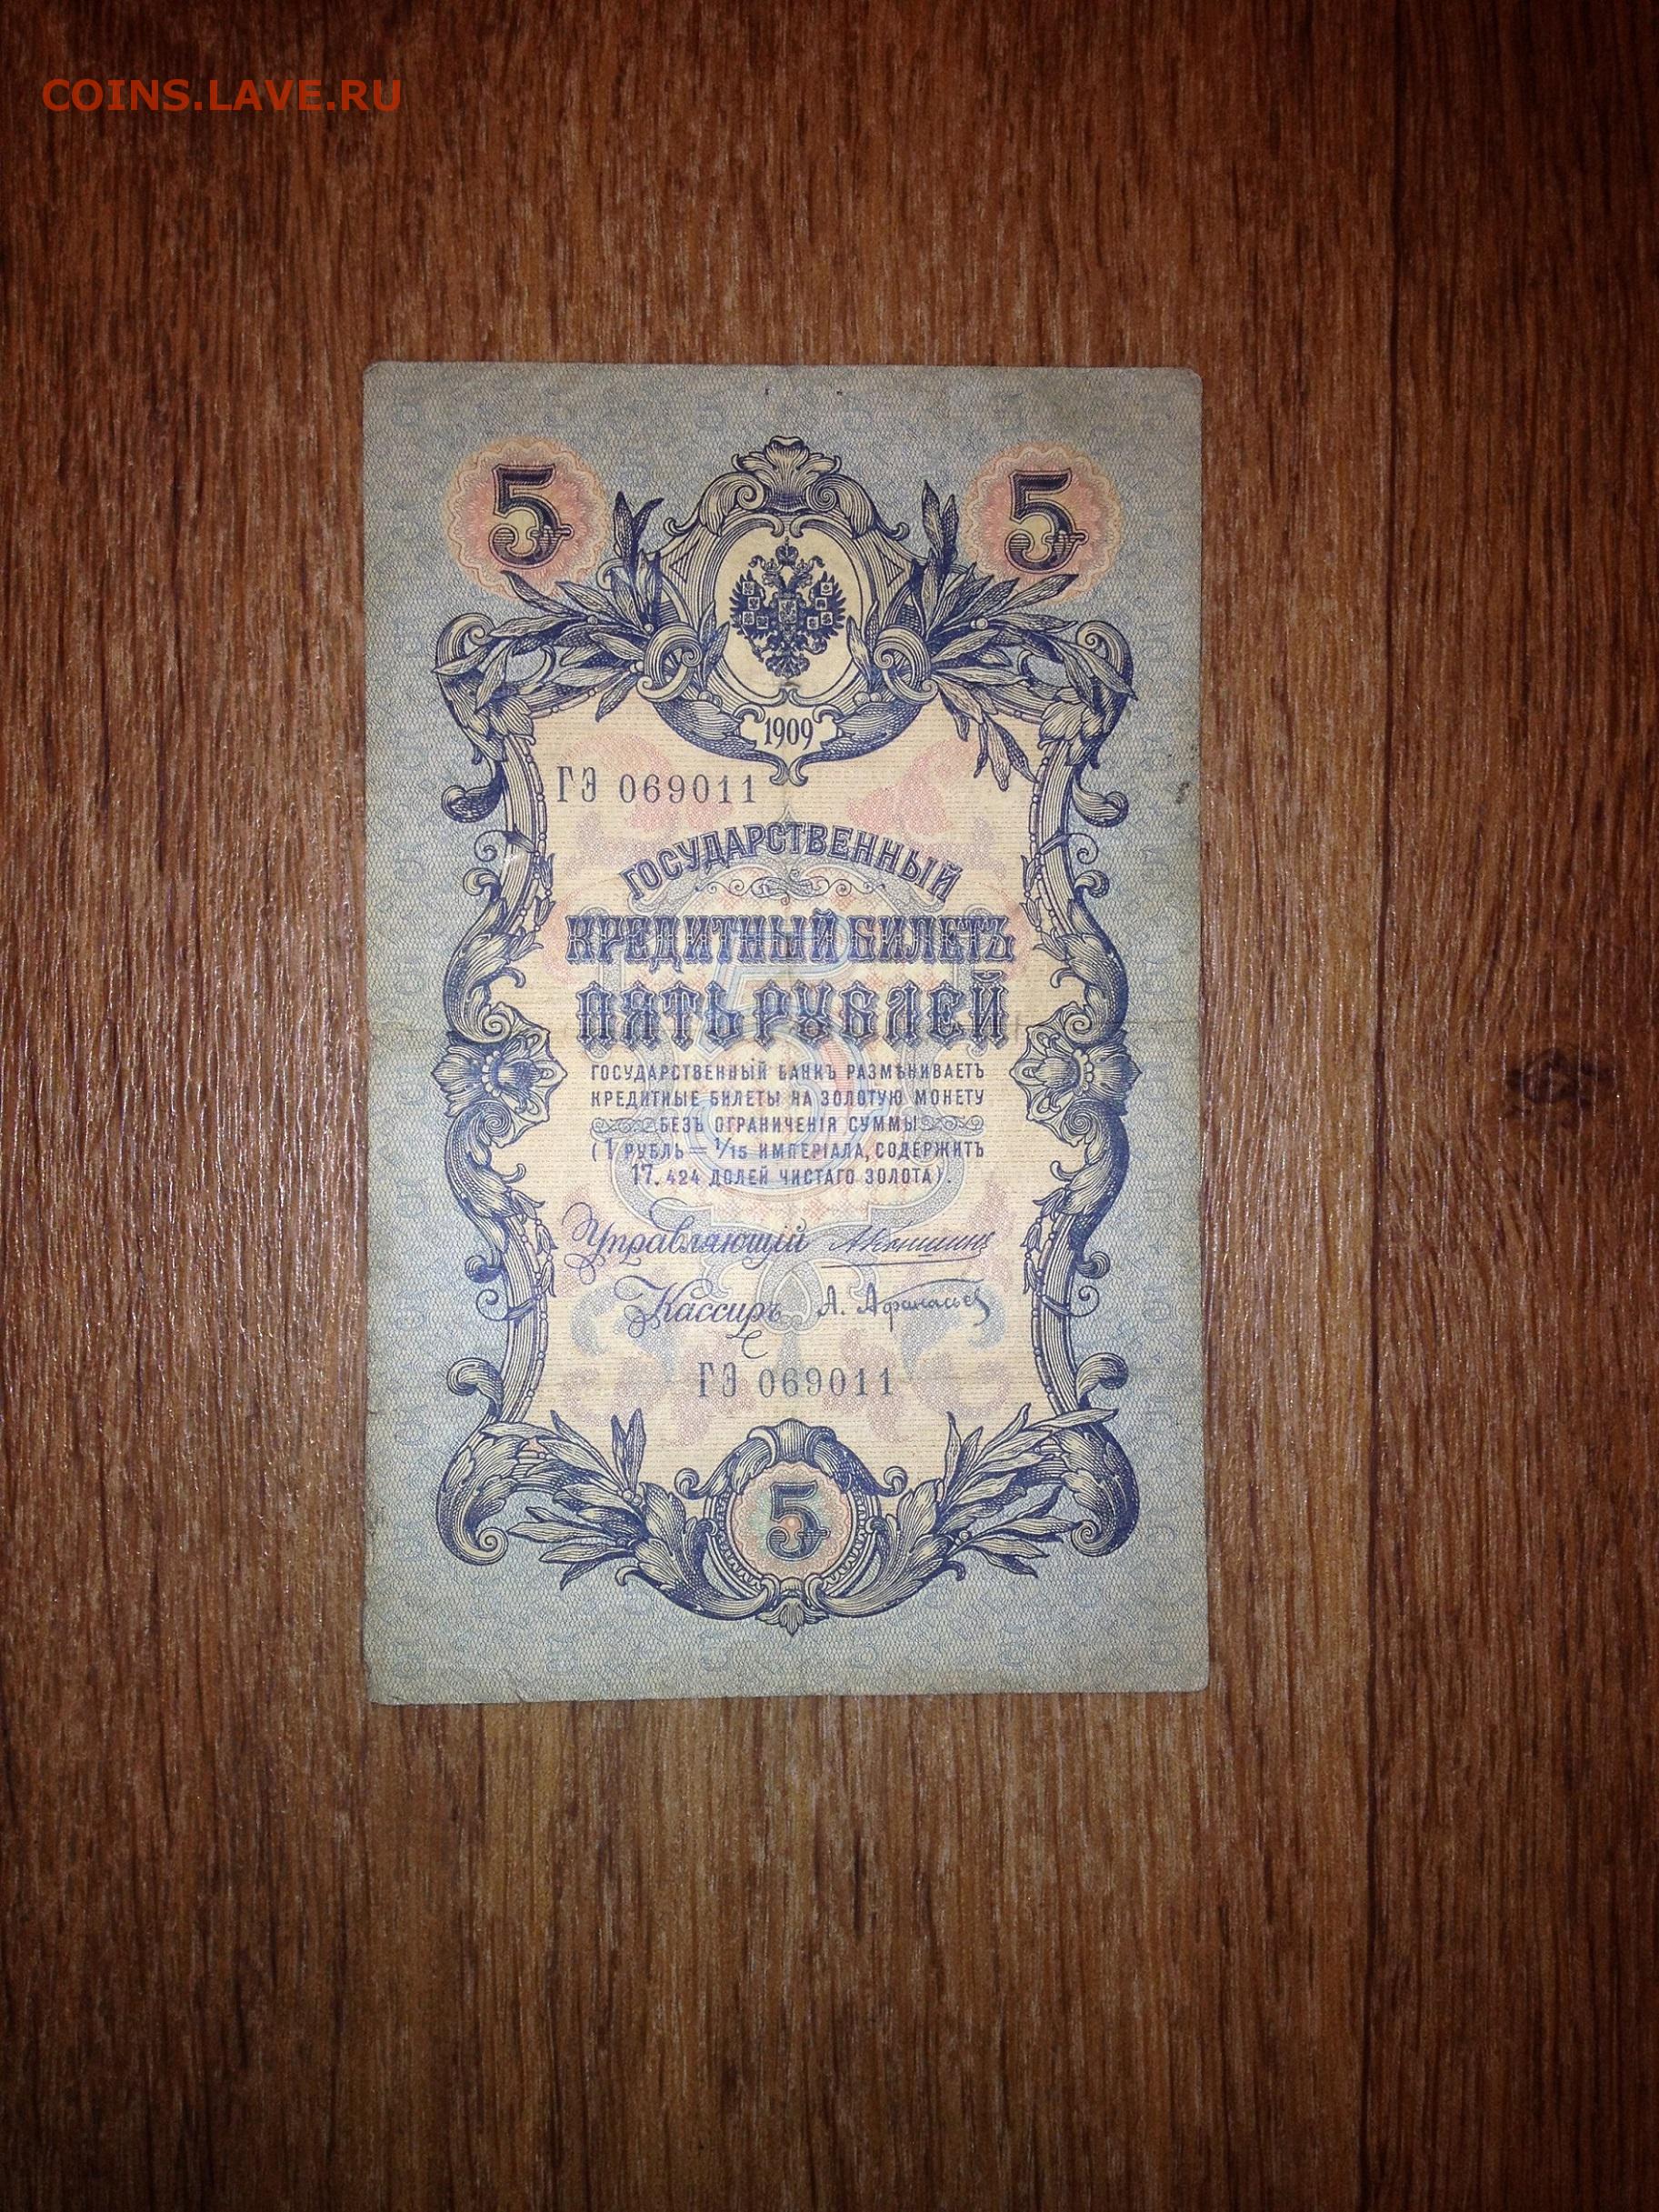 COINS.LAVE.RU
5 5
1909
ГЭ 069011
ГОСУДАРСТВЕННЫЙ
КРЕДИТНЫЙ БИЛЕТЪ
ПЯТЬ РУБЛЕЙ
ГОСУДАРСТВЕННЫЙ БАНКЪ РАЗМѢНИВАЕТЪ
КРЕДИТНЫЕ БИЛЕТЫ НА ЗОЛОТУЮ МОНЕТУ
БЕЗЪ ОГРАНИЧЕНІЯ СУММЫ
(1 РУБЛЬ = 1/15 ИМПЕРІАЛА, СОДЕРЖИТЪ
17,424 ДОЛЕЙ ЧИСТАГО ЗОЛОТА).
Управляющій АКоншинъ
Кассиръ А. Афанасьев
ГЭ 069011
5